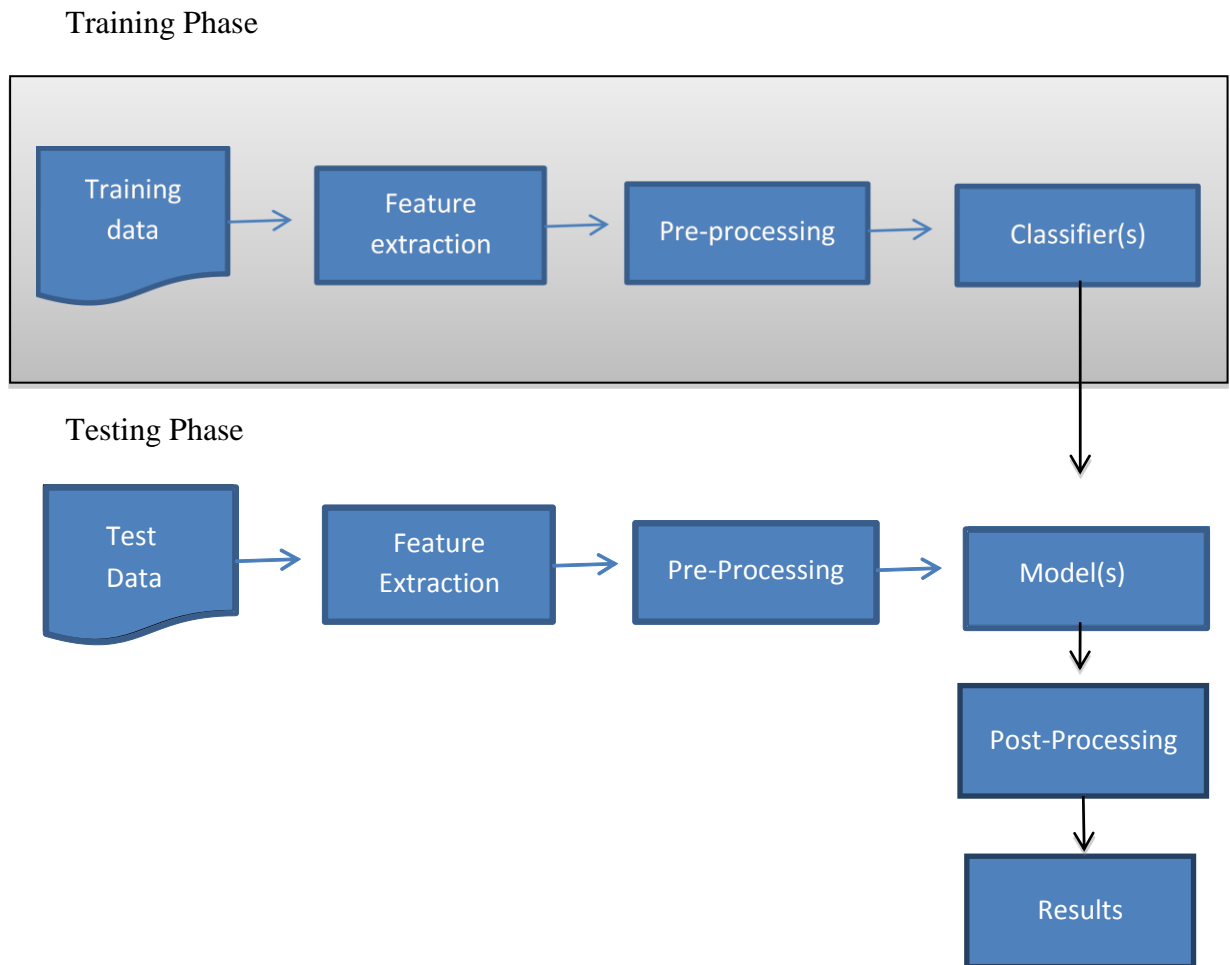 Training Phase
Training
data
Feature
extraction
Pre-processing
Classifier(s)
Testing Phase
Test
Data
Feature
Extraction
Pre-Processing
Model(s)
Post-Processing
Results